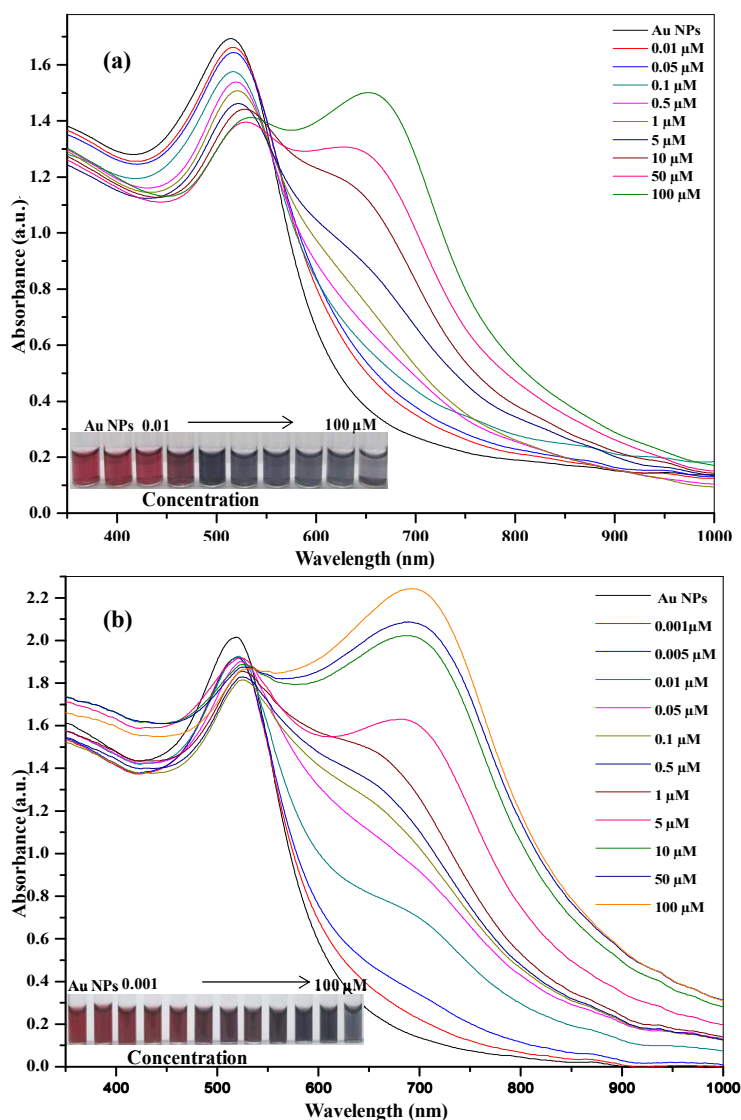 (a)
Au NPs
0.01 µM
0.05 µM
0.1 µM
0.5 µM
1 µM
5 µM
10 µM
50 µM
100 µM
1.6
1.4
1.2
1.0
0.8
0.6
0.4
0.2
0.0
Absorbance (a.u.)
Au NPs 0.01 100 µM
Concentration
400 500 600 700 800 900 1000
Wavelength (nm)
(b)
Au NPs
0.001µM
0.005 µM
0.01 µM
0.05 µM
0.1 µM
0.5 µM
1 µM
5 µM
10 µM
50 µM
100 µM
2.2
2.0
1.8
1.6
1.4
1.2
1.0
0.8
0.6
0.4
0.2
0.0
Absorbance (a.u.)
Au NPs 0.001 100 µM
Concentration
400 500 600 700 800 900 1000
Wavelength (nm)